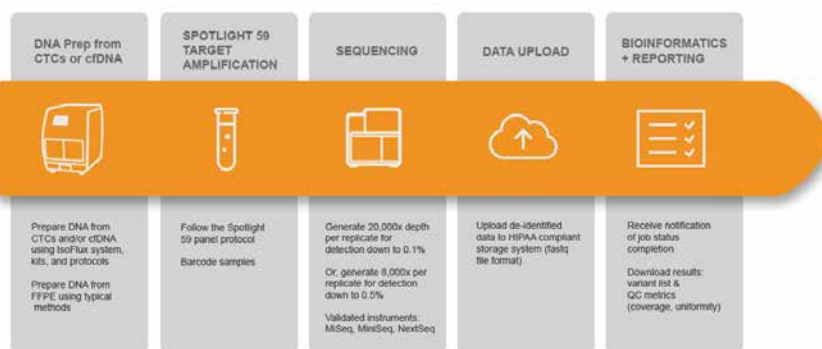 DNA Prep from
CTCs or cfDNA
SPOTLIGHT 59
TARGET
AMPLIFICATION
SEQUENCING
DATA UPLOAD
BIOINFORMATICS
+ REPORTING
Prepare DNA from
CTCs and/or cfDNA
using IsoFlux system,
kits, and protocols
Prepare DNA from
FFPE using typical
methods
Follow the Spotlight
59 panel protocol
Barcode samples
Generate 20,000x depth
per replicate for
detection down to 0.1%
Or, generate 8,000x per
replicate for detection
down to 0.5%
Validated instruments:
MiSeq, MiniSeq, NextSeq
Upload de-identified
data to HIPAA compliant
storage system (fastq
file format)
Receive notification
of job status
completion
Download results:
variant list &
QC metrics
(coverage, uniformity)